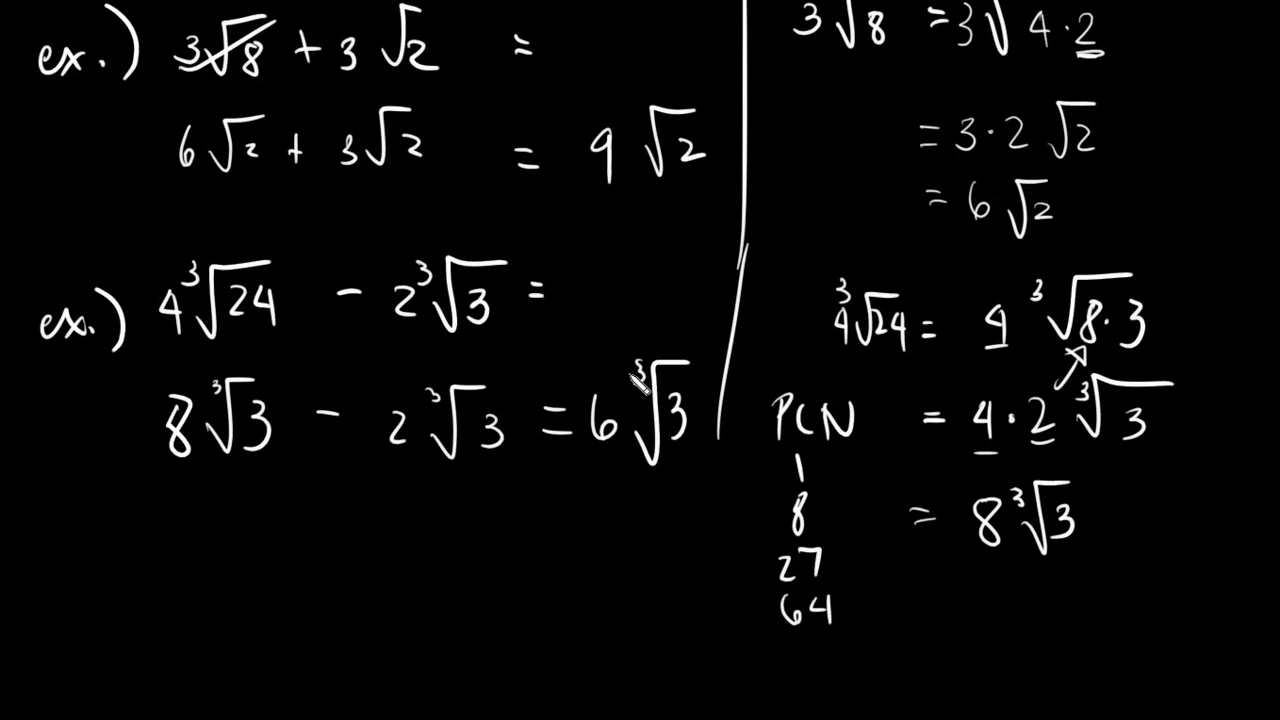 ex.) 3√8 + 3√2 =
6√2 + 3√2 = 9√2
ex.) 4∛24 - 2∛3 =
8∛3 - 2∛3 = 6∛3
3√8 = 3√4·2
= 3·2√2
= 6√2
4∛24 = 4∛8·3
PCN = 4·2∛3
1
8
= 8∛3
27
64